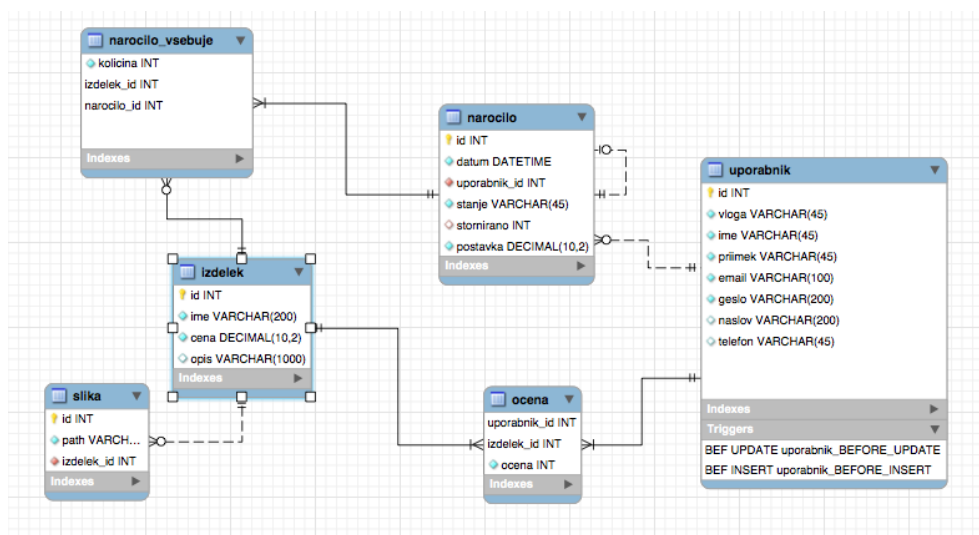 narocilo_vsebuje
kolicina INT
izdelek_id INT
narocilo_id INT
Indexes
narocilo
id INT
datum DATETIME
uporabnik_id INT
stanje VARCHAR(45)
stornirano INT
postavka DECIMAL(10,2)
Indexes
uporabnik
id INT
vloga VARCHAR(45)
ime VARCHAR(45)
priimek VARCHAR(45)
email VARCHAR(100)
geslo VARCHAR(200)
naslov VARCHAR(200)
telefon VARCHAR(45)
Indexes
Triggers
BEF UPDATE uporabnik_BEFORE_UPDATE
BEF INSERT uporabnik_BEFORE_INSERT
izdelek
id INT
ime VARCHAR(200)
cena DECIMAL(10,2)
opis VARCHAR(1000)
Indexes
slika
id INT
path VARCH...
izdelek_id INT
Indexes
ocena
uporabnik_id INT
izdelek_id INT
ocena INT
Indexes